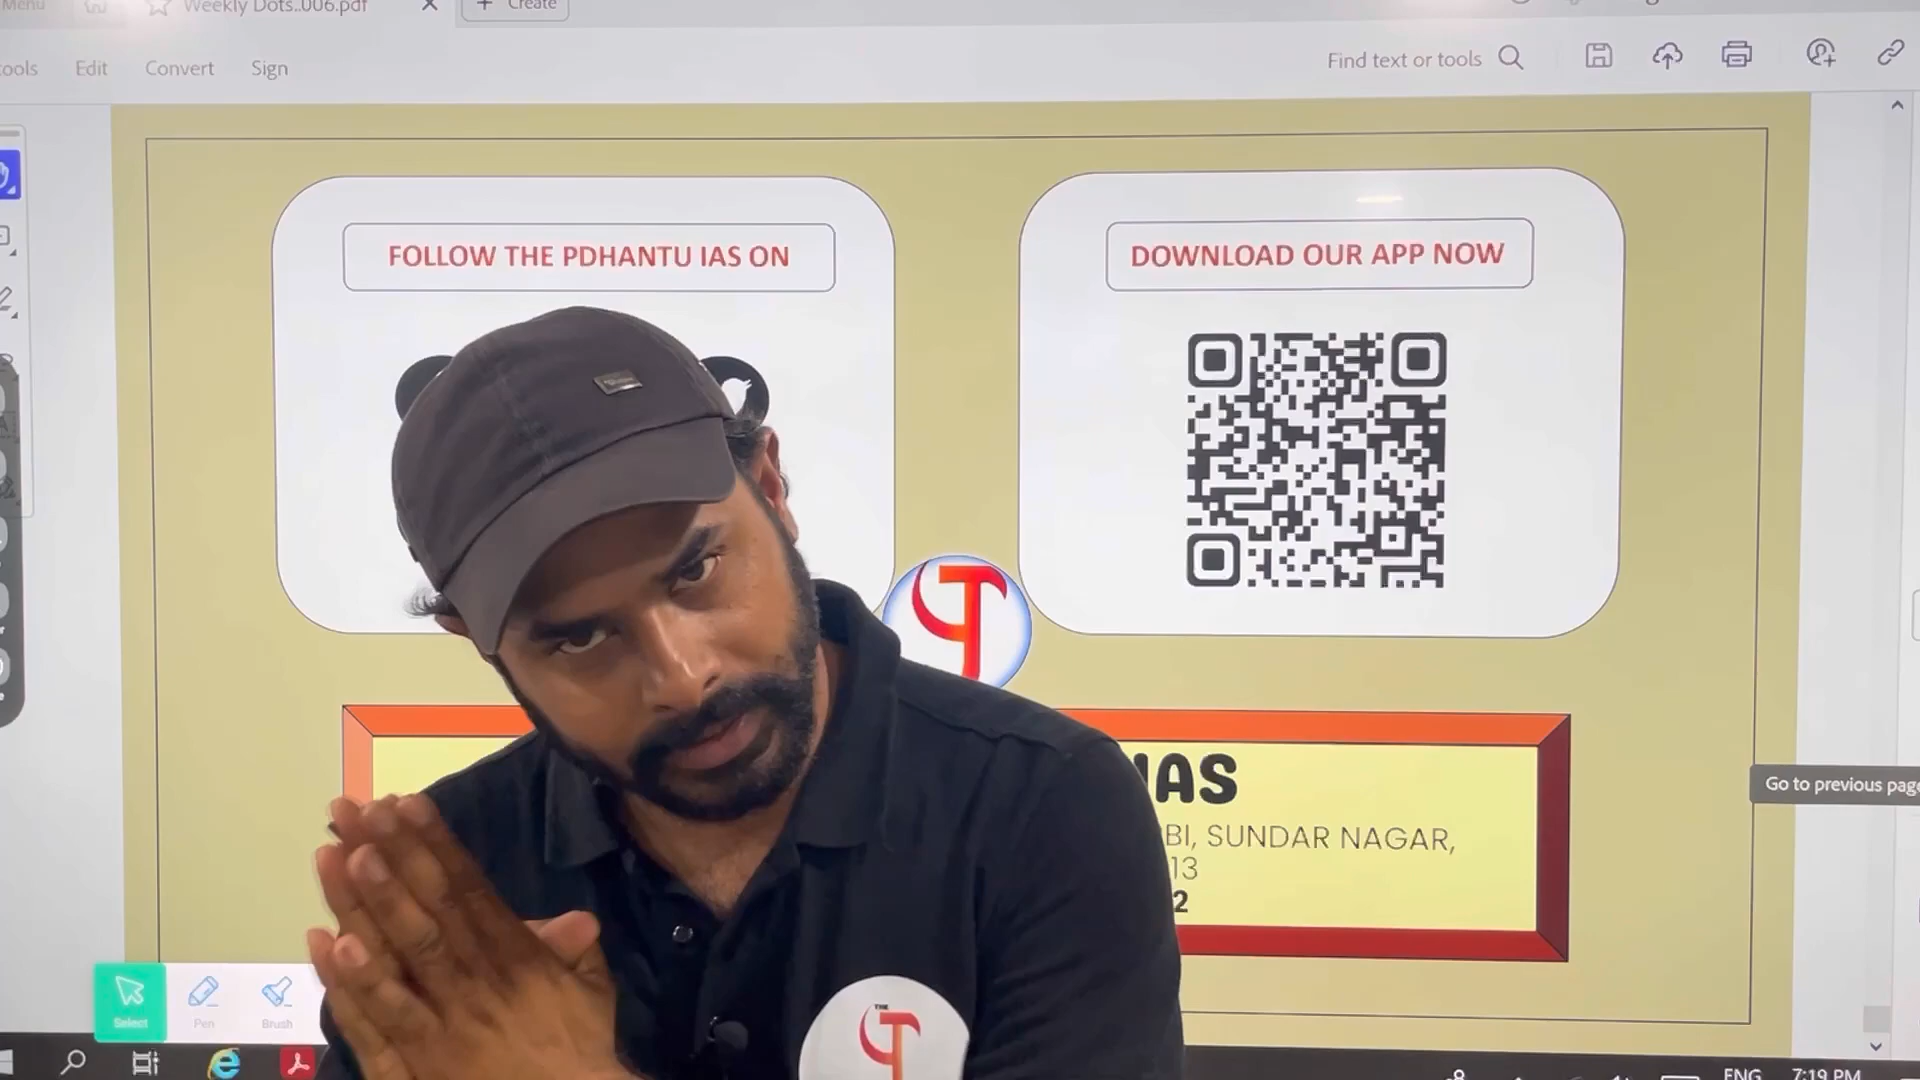 Menu
Weekly Dots..006.pdf
Create
ools
Edit
Convert
Sign
Find text or tools
FOLLOW THE PDHANTU IAS ON
DOWNLOAD OUR APP NOW
IAS
BI, SUNDAR NAGAR,
13
2
Go to previous page
Select
Pen
Brush
THE
ENG
7:19 PM